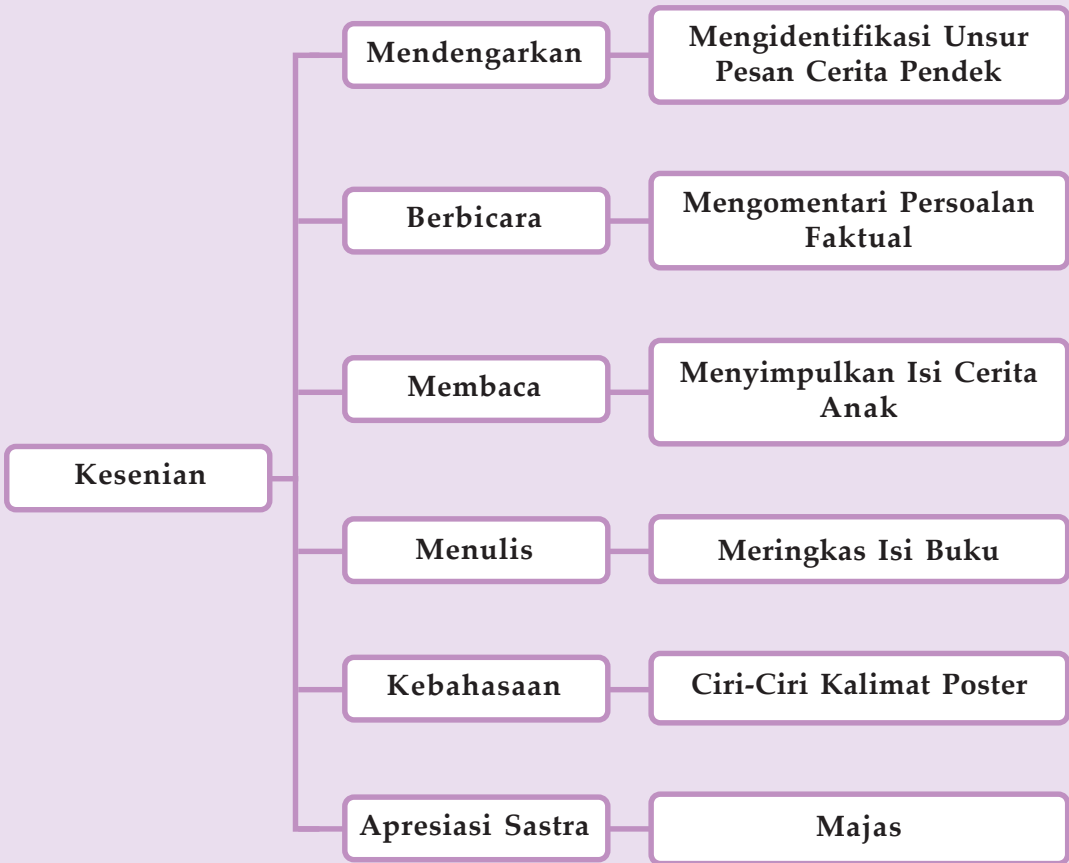 Mendengarkan
Mengidentifikasi Unsur
Pesan Cerita Pendek
Berbicara
Mengomentari Persoalan
Faktual
Membaca
Menyimpulkan Isi Cerita
Anak
Kesenian
Menulis
Meringkas Isi Buku
Kebahasaan
Ciri-Ciri Kalimat Poster
Apresiasi Sastra
Majas